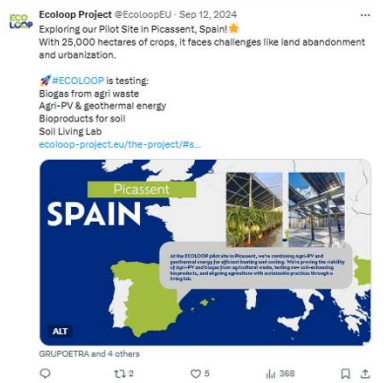 ECO
LOOP
Ecoloop Project @EcoloopEU · Sep 12, 2024
Exploring our Pilot Site in Picassent, Spain!
With 25,000 hectares of crops, it faces challenges like land abandonment
and urbanization.
#ECOLOOP is testing:
Biogas from agri waste
Agri-PV & geothermal energy
Bioproducts for soil
Soil Living Lab
ecoloop-project.eu/the-project/#s...
Picassent
SPAIN
At the ECOLOOP pilot site in Picassent, we're combining Agri-PV and
geothermal energy for efficient heating and cooling. We're proving the viability
of Agri-PV and biogas from agricultural waste, testing new soil-enhancing
bioproducts, and aligning agriculture with sustainable practices through a
living lab.
ALT
GRUPOETRA and 4 others
2
5
368